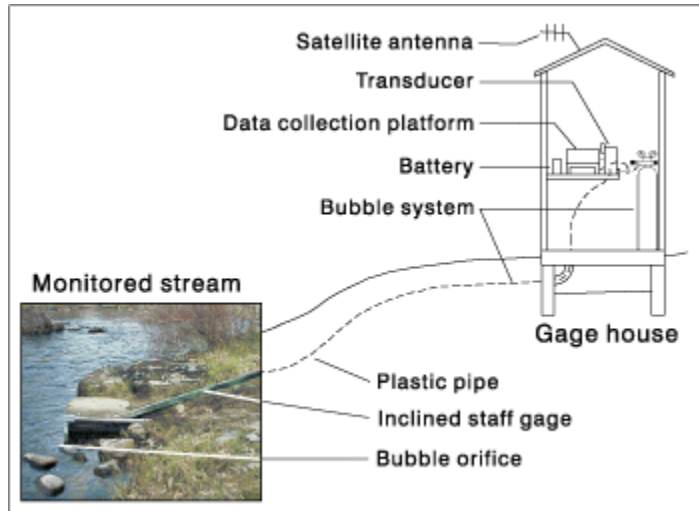 Satellite antenna
Transducer
Data collection platform
Battery
Bubble system
Monitored stream
Gage house
Plastic pipe
Inclined staff gage
Bubble orifice